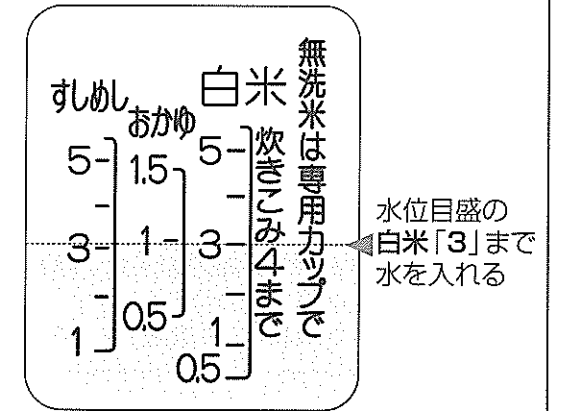 無洗米は専用カップで
白米
炊きこみ4まで
5
3
1
0.5
おかゆ
1.5
1
0.5
すしめし
5
3
1
水位目盛の
白米「3」まで
水を入れる